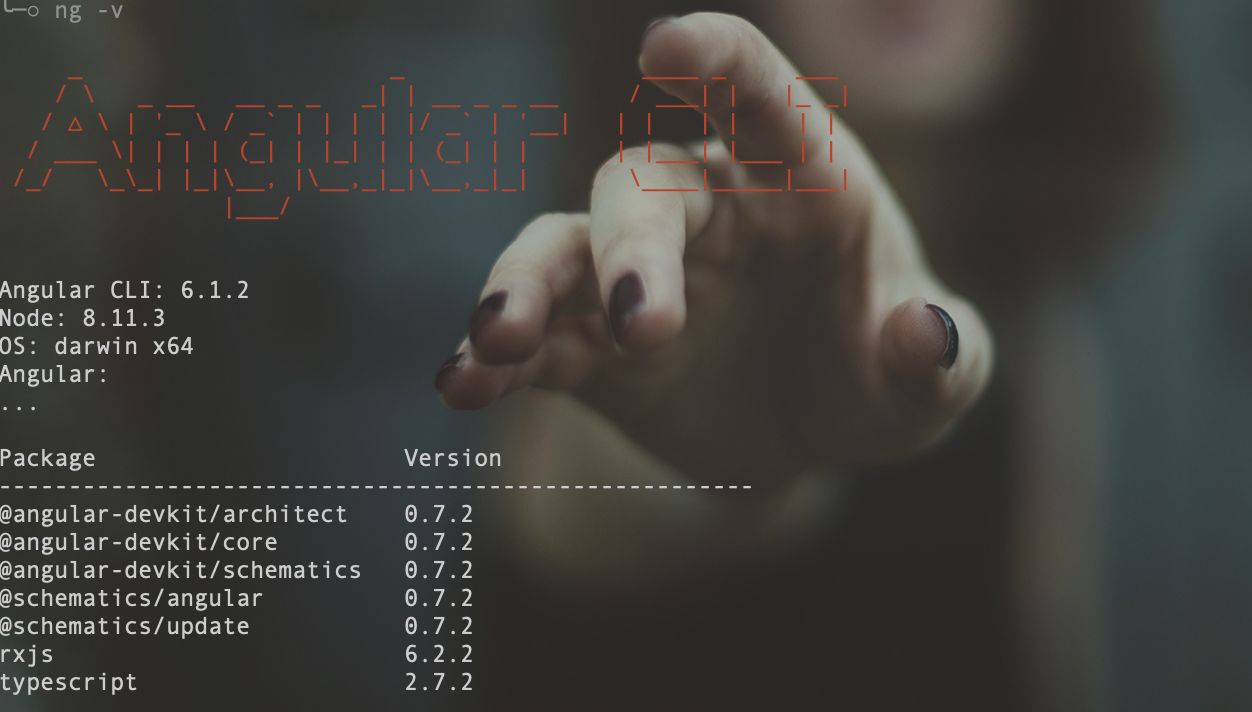 ╰─○ ng -v
Angular CLI
Angular CLI: 6.1.2
Node: 8.11.3
OS: darwin x64
Angular:
...
Package Version
------------------------------------------------------
@angular-devkit/architect 0.7.2
@angular-devkit/core 0.7.2
@angular-devkit/schematics 0.7.2
@schematics/angular 0.7.2
@schematics/update 0.7.2
rxjs 6.2.2
typescript 2.7.2